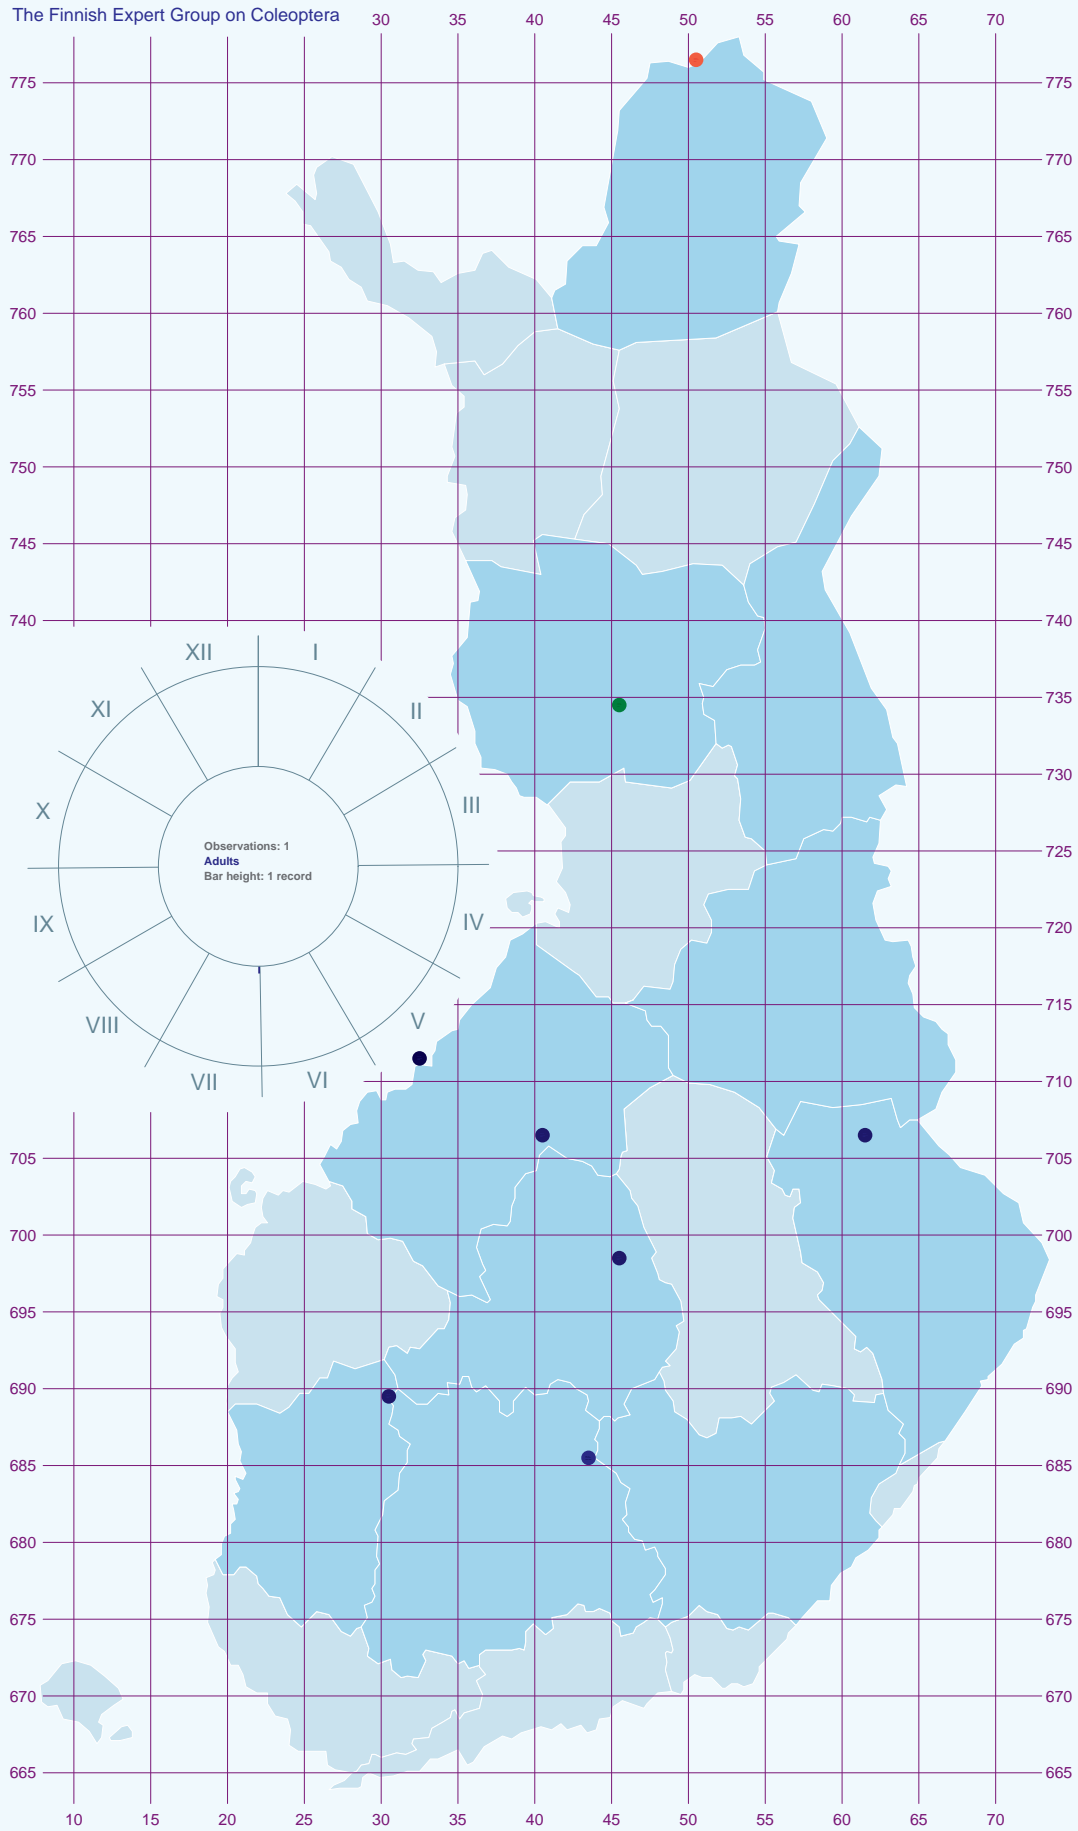 The Finnish Expert Group on Coleoptera
30 35 40 45 50 55 60 65 70
775 775
770 770
765 765
760 760
755 755
750 750
745 745
740 740
XII I
XI II
735
730
X III
Observations: 1
Adults
Bar height: 1 record
725
IX IV
720
715
VIII V
VII VI
710
705 705
700 700
695 695
690 690
685 685
680 680
675 675
670 670
665 665
10 15 20 25 30 35 40 45 50 55 60 65 70